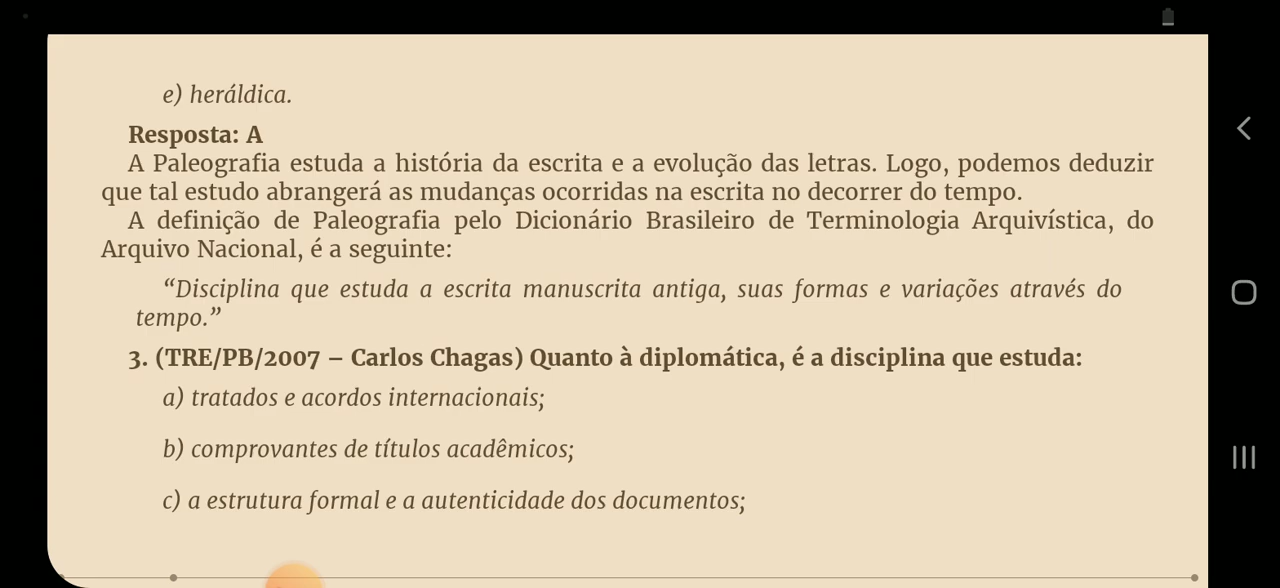 e) heráldica.
Resposta: A
A Paleografia estuda a história da escrita e a evolução das letras. Logo, podemos deduzir
que tal estudo abrangerá as mudanças ocorridas na escrita no decorrer do tempo.
A definição de Paleografia pelo Dicionário Brasileiro de Terminologia Arquivística, do
Arquivo Nacional, é a seguinte:
“Disciplina que estuda a escrita manuscrita antiga, suas formas e variações através do
tempo.”
3. (TRE/PB/2007 – Carlos Chagas) Quanto à diplomática, é a disciplina que estuda:
a) tratados e acordos internacionais;
b) comprovantes de títulos acadêmicos;
c) a estrutura formal e a autenticidade dos documentos;